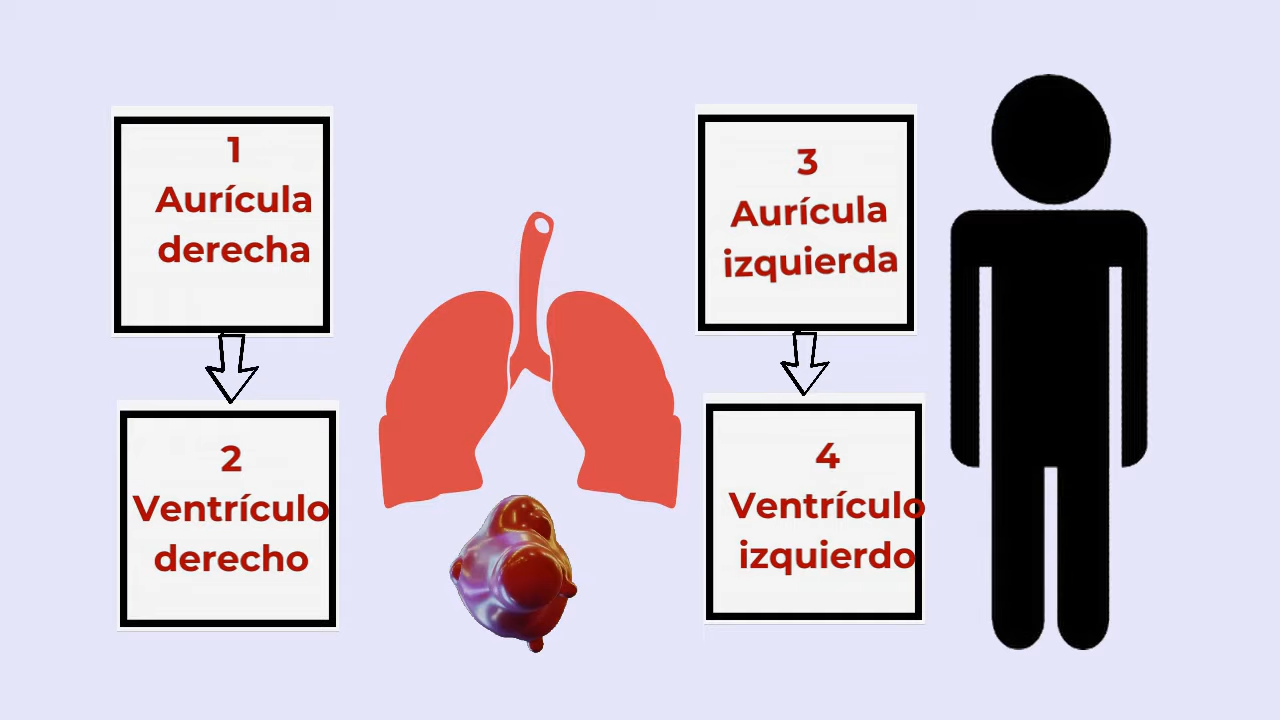 1
Aurícula
derecha
2
Ventrículo
derecho
3
Aurícula
izquierda
4
Ventrículo
izquierdo